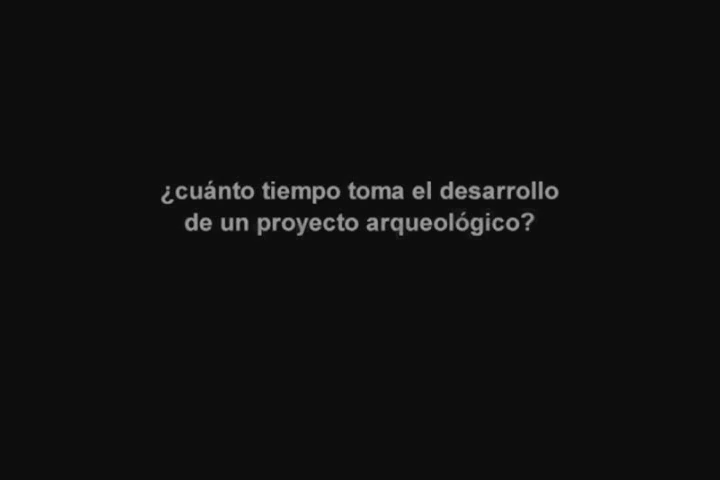 ¿cuánto tiempo toma el desarrollo
de un proyecto arqueológico?